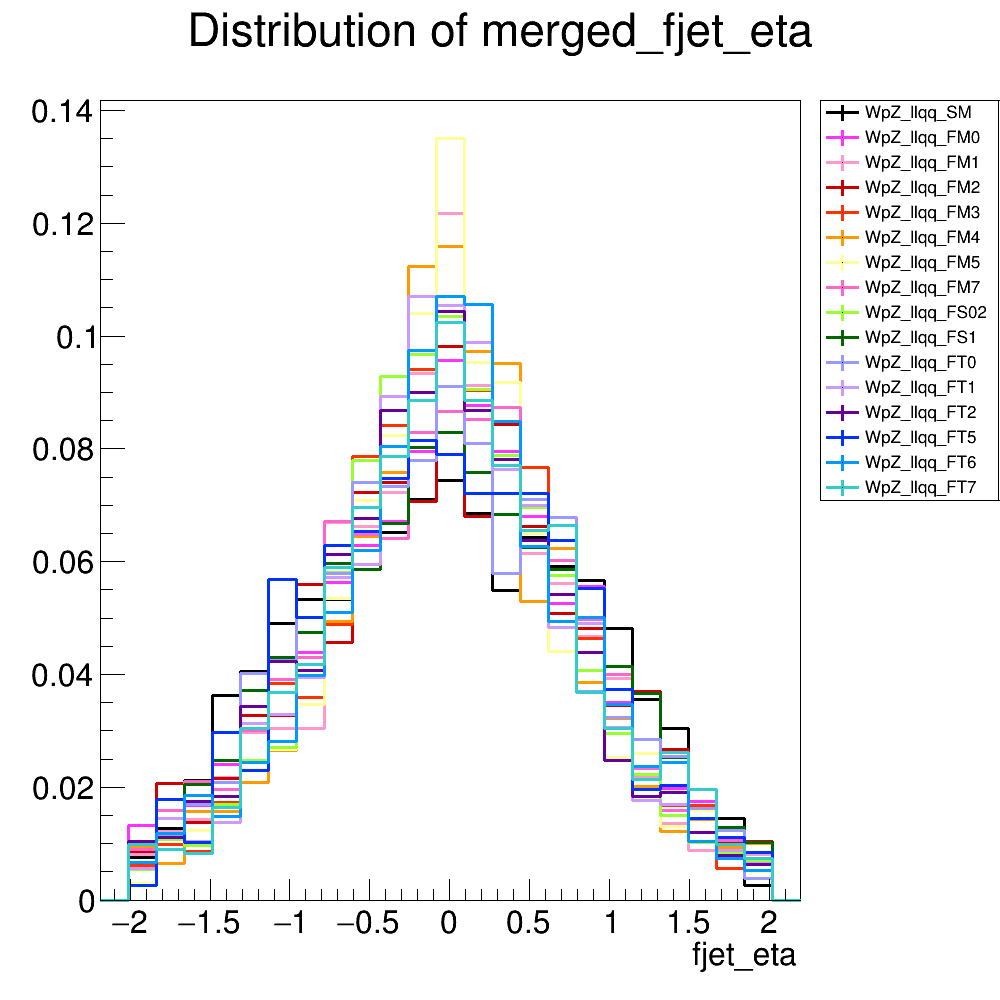 Distribution of merged_fjet_eta
0.14
0.12
0.1
0.08
0.06
0.04
0.02
0
−2 −1.5 −1 −0.5 0 0.5 1 1.5 2
fjet_eta
WpZ_llqq_SM
WpZ_llqq_FM0
WpZ_llqq_FM1
WpZ_llqq_FM2
WpZ_llqq_FM3
WpZ_llqq_FM4
WpZ_llqq_FM5
WpZ_llqq_FM7
WpZ_llqq_FS02
WpZ_llqq_FS1
WpZ_llqq_FT0
WpZ_llqq_FT1
WpZ_llqq_FT2
WpZ_llqq_FT5
WpZ_llqq_FT6
WpZ_llqq_FT7